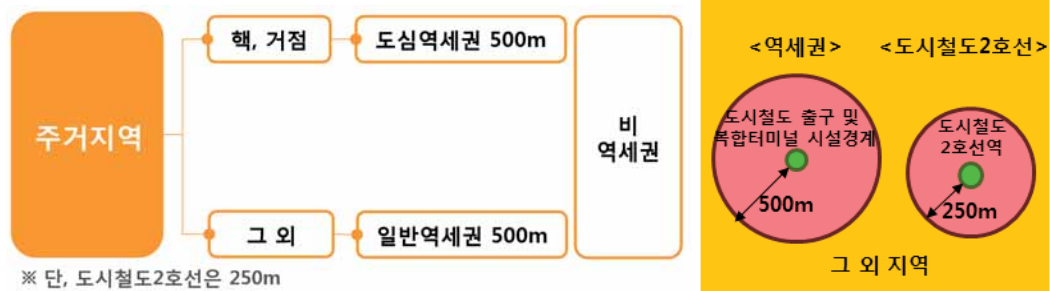 주거지역
핵, 거점
도심역세권 500m
그 외
일반역세권 500m
비
역세권
※ 단, 도시철도2호선은 250m
<역세권>
<도시철도2호선>
도시철도 출구 및
복합터미널 시설경계
500m
도시철도
2호선역
250m
그 외 지역